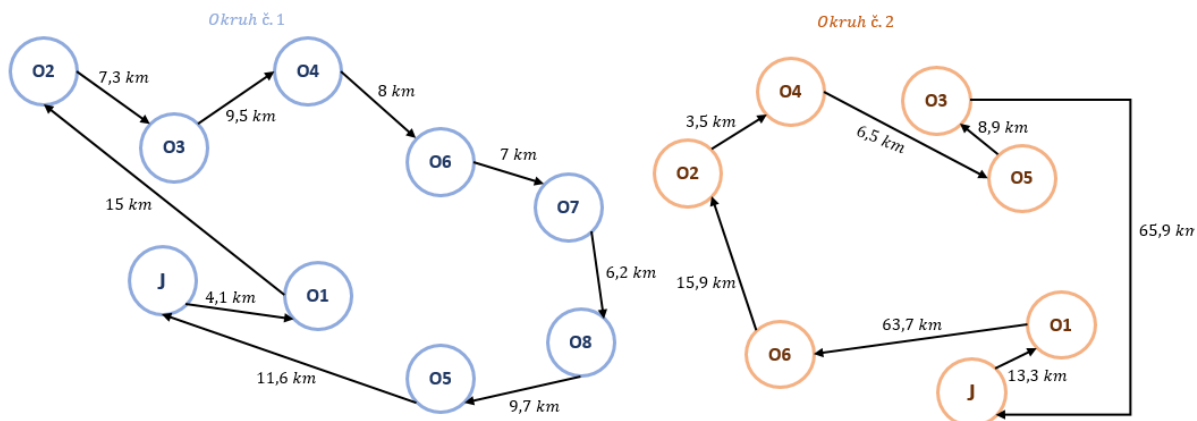 Okruh č. 1
O2
7,3 km
O3
9,5 km
O4
8 km
O6
7 km
O7
6,2 km
O8
9,7 km
O5
11,6 km
J
4,1 km
O1
15 km
Okruh č. 2
J
13,3 km
O1
63,7 km
O6
15,9 km
O2
3,5 km
O4
6,5 km
O5
8,9 km
O3
65,9 km